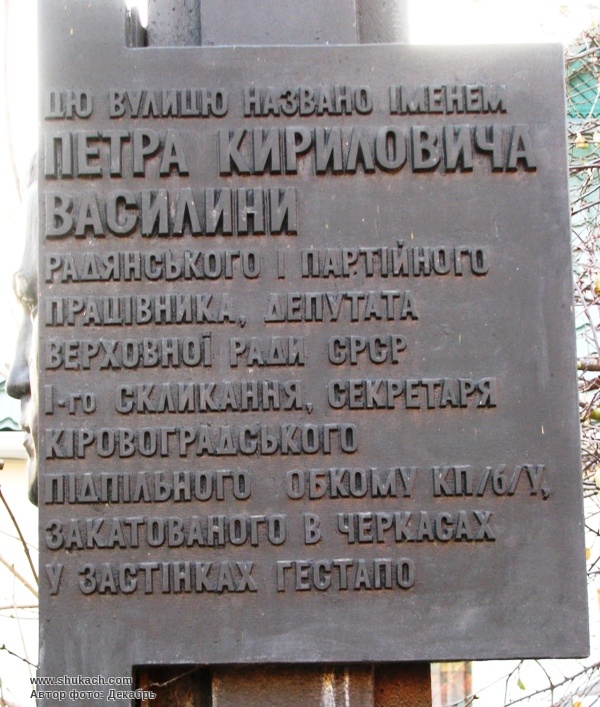 ЦЮ ВУЛИЦЮ НАЗВАНО ІМЕНЕМ
ПЕТРА КИРИЛОВИЧА
ВАСИЛИНИ
РАДЯНСЬКОГО І ПАРТІЙНОГО
ПРАЦІВНИКА, ДЕПУТАТА
ВЕРХОВНОЇ РАДИ СРСР
І-го СКЛИКАННЯ, СЕКРЕТАРЯ
КІРОВОГРАДСЬКОГО
ПІДПІЛЬНОГО ОБКОМУ КП/б/У,
ЗАКАТОВАНОГО В ЧЕРКАСАХ
У ЗАСТІНКАХ ГЕСТАПО
www.shukach.com
Автор фото: Декабрь